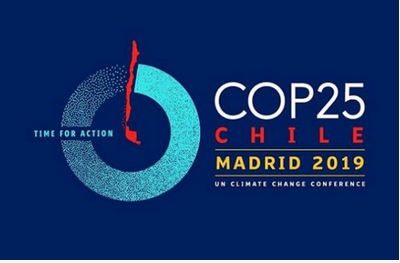 TIME FOR ACTION
COP25
CHILE
MADRID 2019
UN CLIMATE CHANGE CONFERENCE